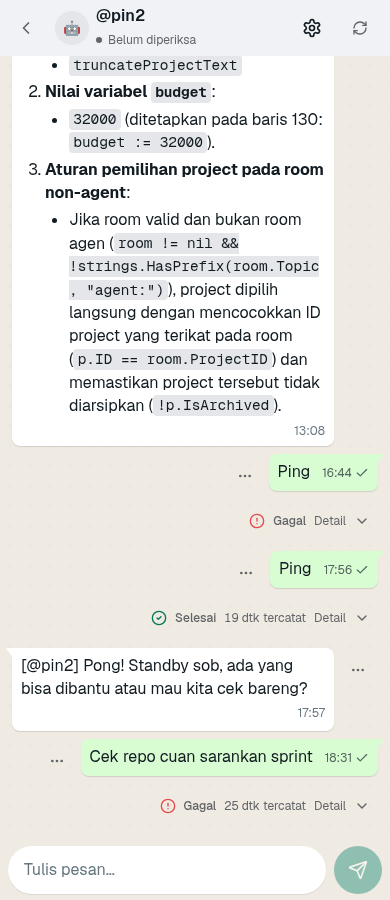 @pin2
Belum diperiksa
truncateProjectText
2. Nilai variabel budget:
32000 (ditetapkan pada baris 130:
budget := 32000).
3. Aturan pemilihan project pada room
non-agent:
Jika room valid dan bukan room
agen (room != nil &&
!strings.HasPrefix(room.Topic
, "agent:")), project dipilih
langsung dengan mencocokkan ID
project yang terikat pada room
(p.ID == room.ProjectID) dan
memastikan project tersebut tidak
diarsipkan (!p.IsArchived).
13:08
Ping 16:44
Gagal Detail
Ping 17:56
Selesai 19 dtk tercatat Detail
[@pin2] Pong! Standby sob, ada yang
bisa dibantu atau mau kita cek bareng?
17:57
Cek repo cuan sarankan sprint 18:31
Gagal 25 dtk tercatat Detail
Tulis pesan...